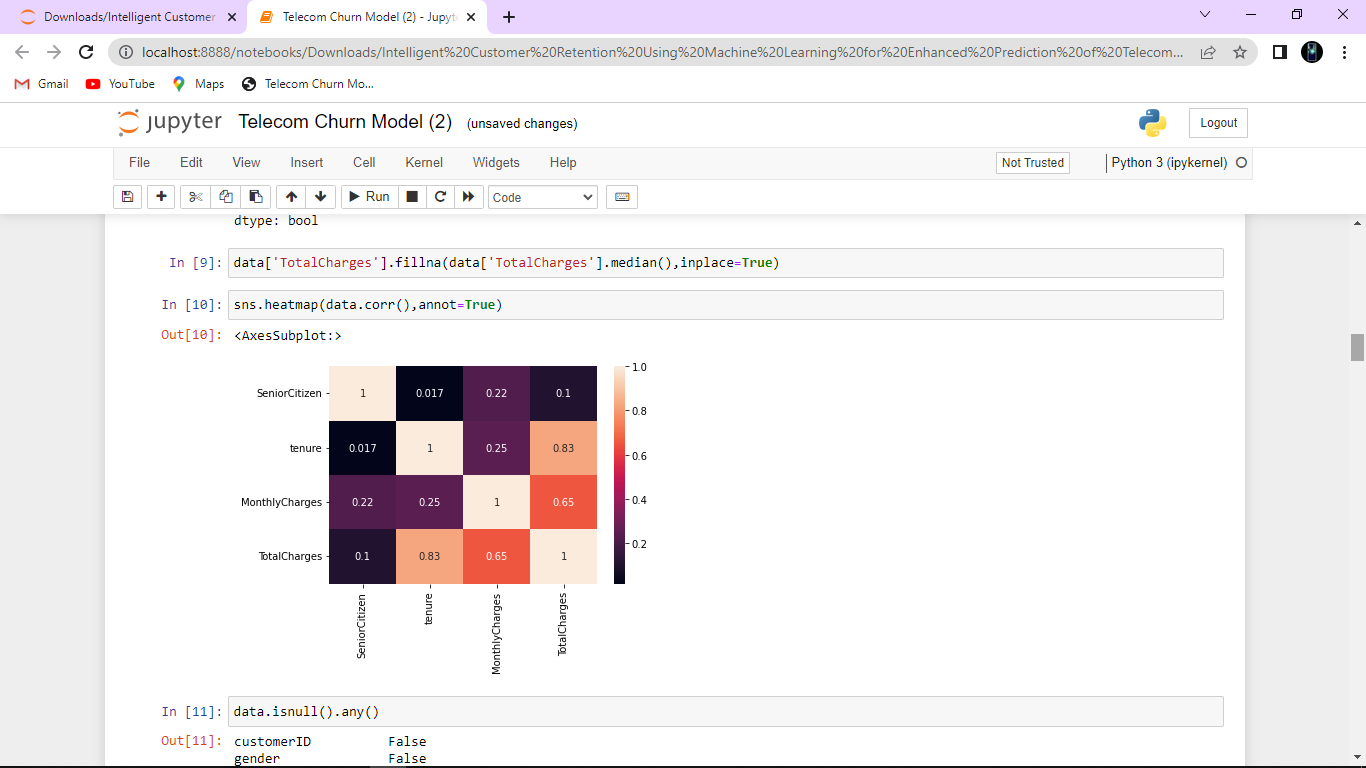 Downloads/Intelligent Customer
Telecom Churn Model (2) - Jupyt
localhost:8888/notebooks/Downloads/Intelligent%20Customer%20Retention%20Using%20Machine%20Learning%20for%20Enhanced%20Prediction%20of%20Telecom...
Gmail YouTube Maps Telecom Churn Mo...
jupyter Telecom Churn Model (2) (unsaved changes)
Logout
File Edit View Insert Cell Kernel Widgets Help
Not Trusted Python 3 (ipykernel)
Run Code
dtype: bool
In [9]: data['TotalCharges'].fillna(data['TotalCharges'].median(),inplace=True)
In [10]: sns.heatmap(data.corr(),annot=True)
Out[10]: <AxesSubplot:>
SeniorCitizen 1 0.017 0.22 0.1
tenure 0.017 1 0.25 0.83
MonthlyCharges 0.22 0.25 1 0.65
TotalCharges 0.1 0.83 0.65 1
SeniorCitizen
tenure
MonthlyCharges
TotalCharges
1.0
0.8
0.6
0.4
0.2
In [11]: data.isnull().any()
Out[11]: customerID False
gender False